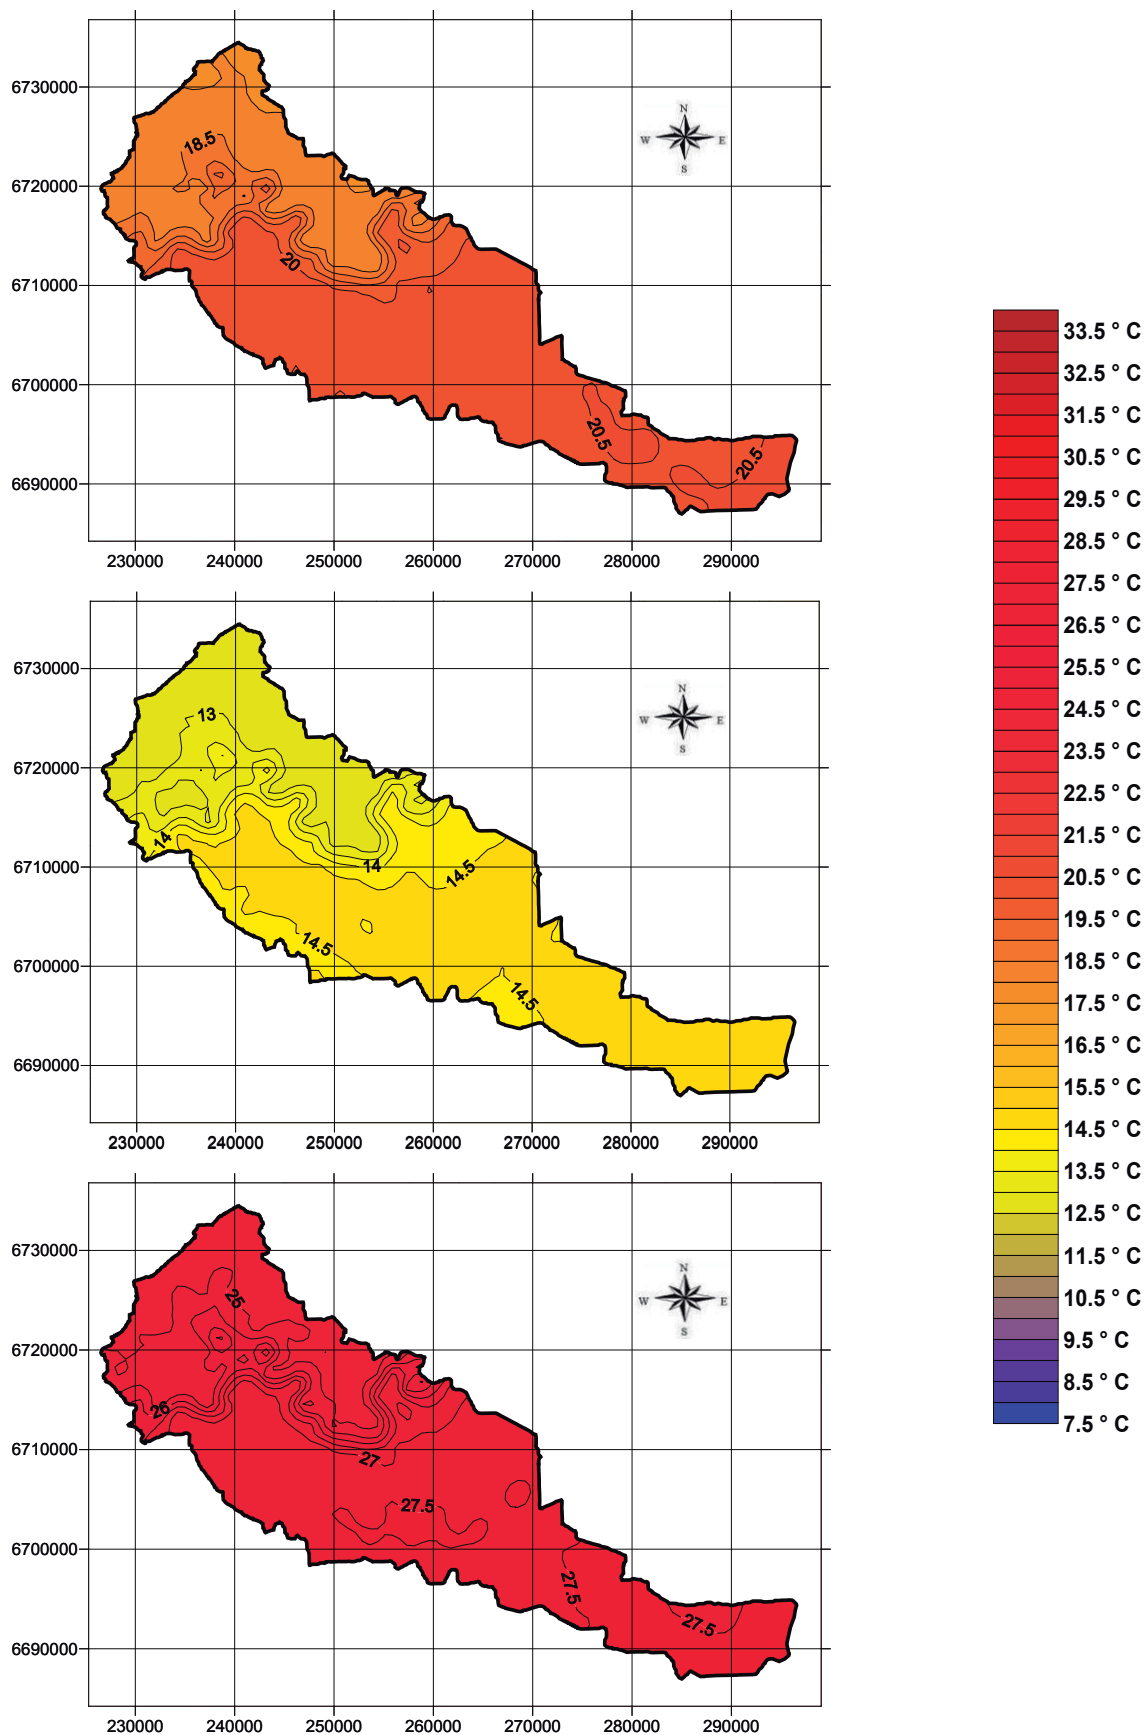 6730000
6720000
6710000
6700000
6690000
18.5
20
20.5
20.5
N
W E
S
230000 240000 250000 260000 270000 280000 290000
6730000
6720000
6710000
6700000
6690000
13
14
14
14.5
14.5
14.5
N
W E
S
230000 240000 250000 260000 270000 280000 290000
6730000
6720000
6710000
6700000
6690000
25
26
27
27.5
27.5
27.5
N
W E
S
230000 240000 250000 260000 270000 280000 290000
33.5 ° C
32.5 ° C
31.5 ° C
30.5 ° C
29.5 ° C
28.5 ° C
27.5 ° C
26.5 ° C
25.5 ° C
24.5 ° C
23.5 ° C
22.5 ° C
21.5 ° C
20.5 ° C
19.5 ° C
18.5 ° C
17.5 ° C
16.5 ° C
15.5 ° C
14.5 ° C
13.5 ° C
12.5 ° C
11.5 ° C
10.5 ° C
9.5 ° C
8.5 ° C
7.5 ° C